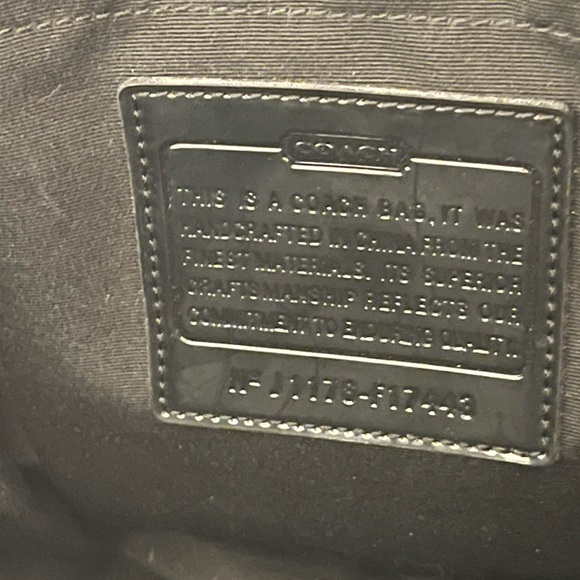 COACH
THIS IS A COACH BAG. IT WAS
HANDCRAFTED IN CHINA FROM THE
FINEST MATERIALS. ITS SUPERIOR
CRAFTSMANSHIP REFLECTS OUR
COMMITMENT TO ENDURING QUALITY.
Nº J1176-F17443